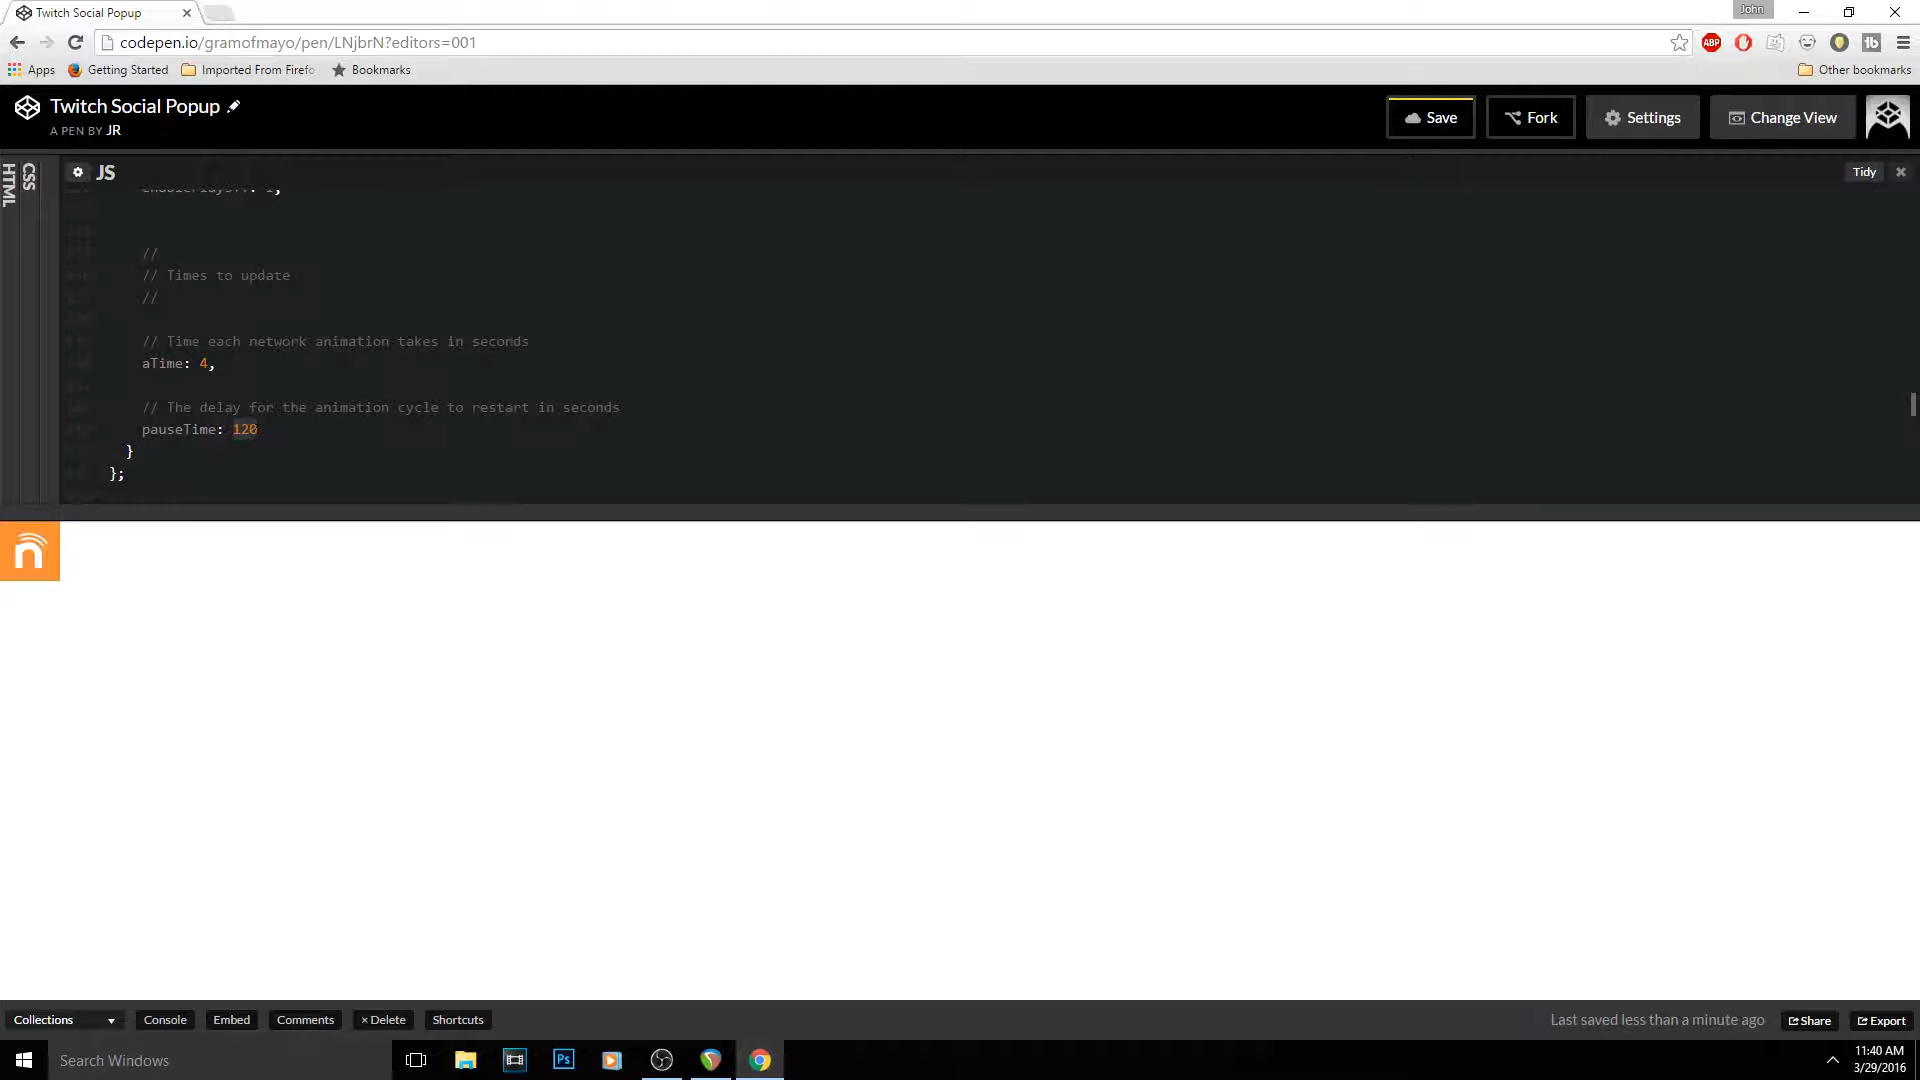 Twitch Social Popup
John
codepen.io/gramofmayo/pen/LNjbrN?editors=001
ABP
tb
Apps
Getting Started
Imported From Firefo
Bookmarks
Other bookmarks
Twitch Social Popup
A PEN BY JR
Save
Fork
Settings
Change View
HTML
CSS
JS
Tidy
//
// Times to update
//
// Time each network animation takes in seconds
aTime: 4,
// The delay for the animation cycle to restart in seconds
pauseTime: 120
}
};
n
Collections
Console
Embed
Comments
× Delete
Shortcuts
Last saved less than a minute ago
Share
Export
Search Windows
Ps
11:40 AM
3/29/2016